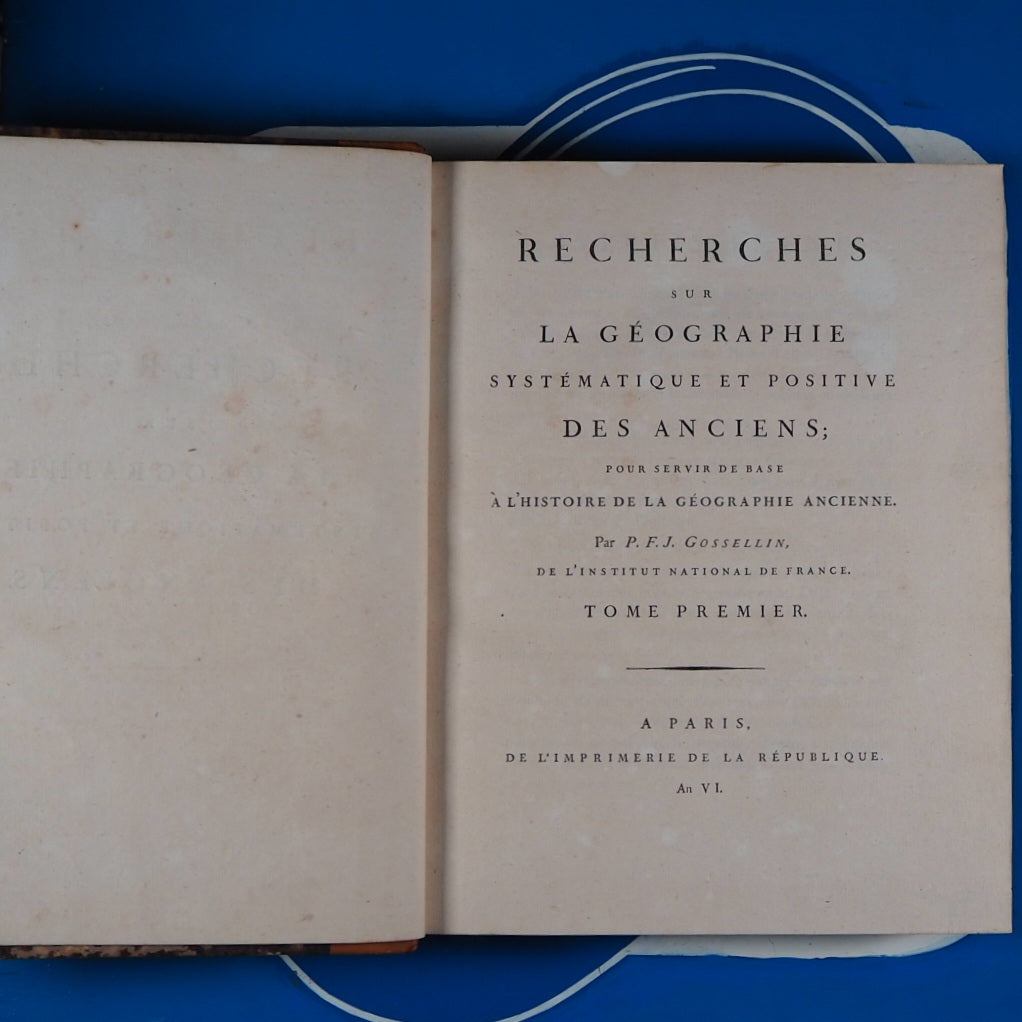 RECHERCHES
SUR
LA GÉOGRAPHIE
SYSTÉMATIQUE ET POSITIVE
DES ANCIENS;
POUR SERVIR DE BASE
À L'HISTOIRE DE LA GÉOGRAPHIE ANCIENNE.
Par P. F. J. GOSSELLIN,
DE L'INSTITUT NATIONAL DE FRANCE.
TOME PREMIER.
A PARIS,
DE L'IMPRIMERIE DE LA RÉPUBLIQUE.
An VI.